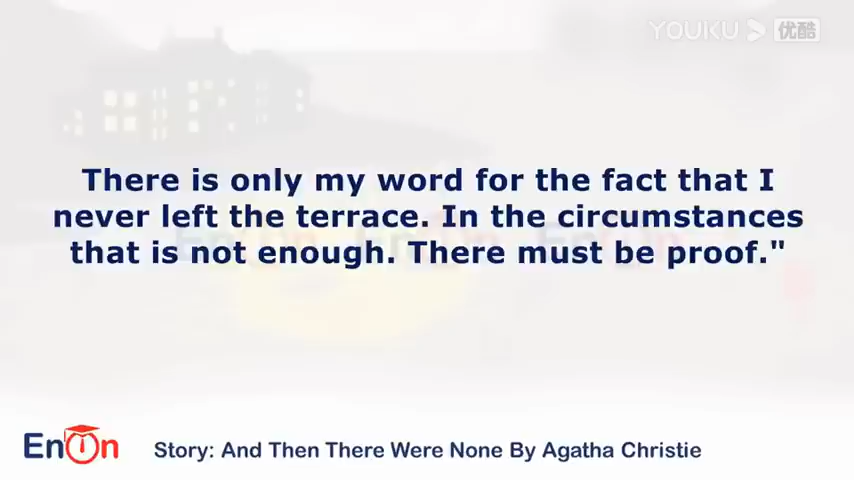 YOUKU 优酷
There is only my word for the fact that I
never left the terrace. In the circumstances
that is not enough. There must be proof."
EnOn
Story: And Then There Were None By Agatha Christie